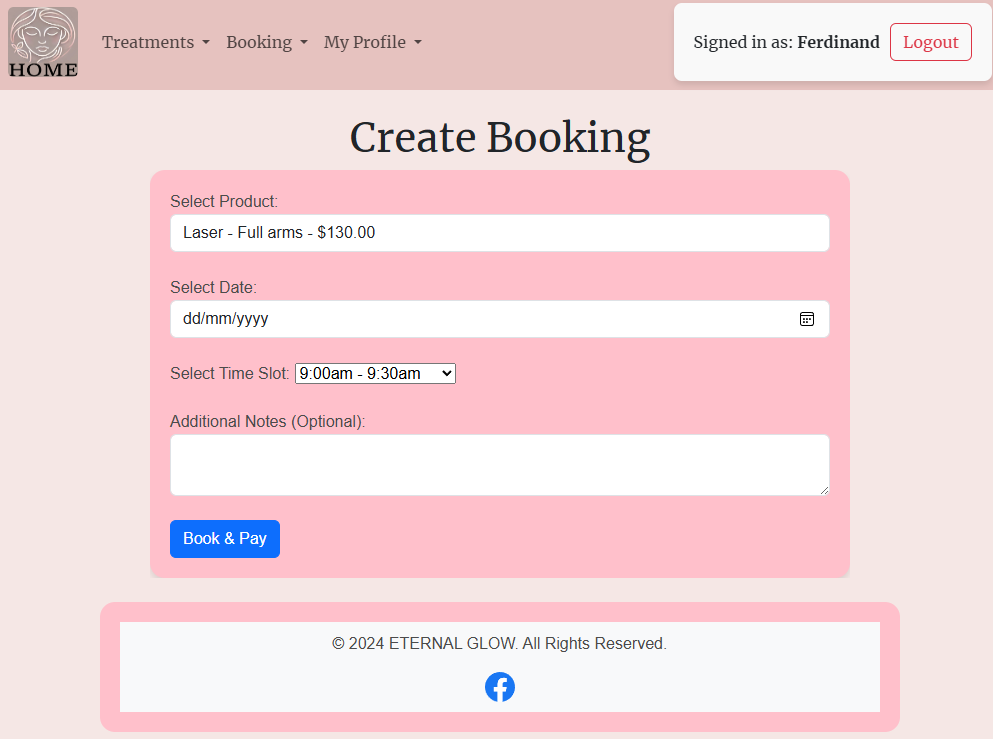 HOME
Treatments Booking My Profile Signed in as: Ferdinand Logout
Create Booking
Select Product:
Laser - Full arms - $130.00
Select Date:
dd/mm/yyyy
Select Time Slot: 9:00am - 9:30am
Additional Notes (Optional):
Book & Pay
© 2024 ETERNAL GLOW. All Rights Reserved.